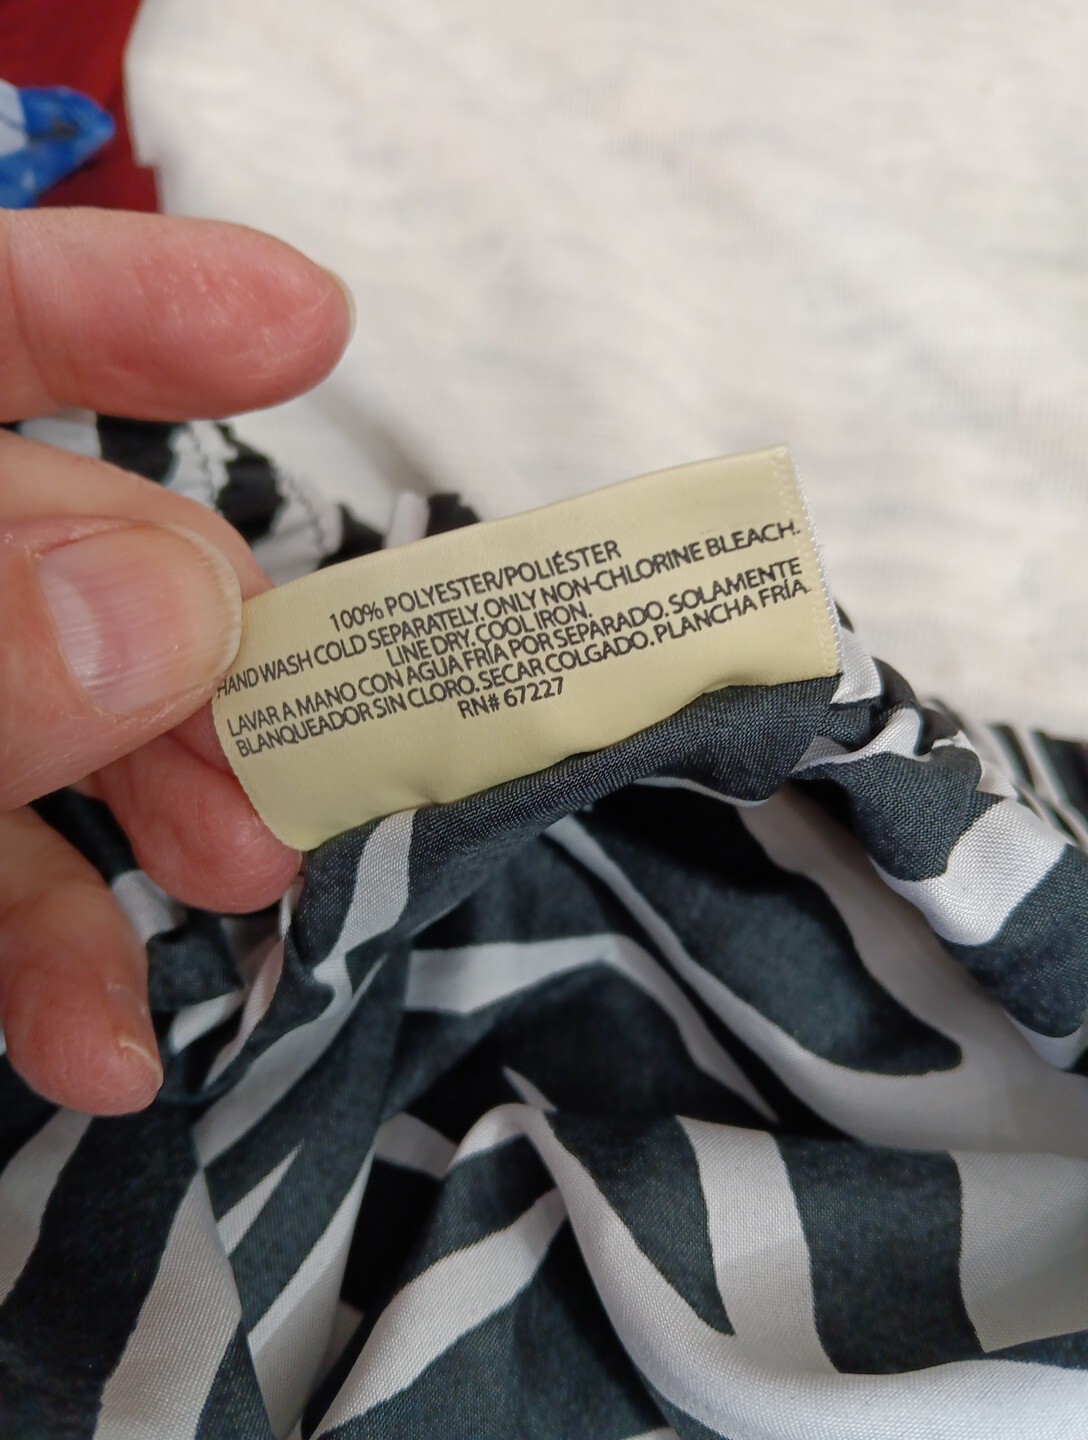 100% POLYESTER/POLIÉSTER
HAND WASH COLD SEPARATELY. ONLY NON-CHLORINE BLEACH.
LINE DRY. COOL IRON.
LAVAR A MANO CON AGUA FRÍA POR SEPARADO. SOLAMENTE
BLANQUEADOR SIN CLORO. SECAR COLGADO. PLANCHA FRÍA.
RN# 67227